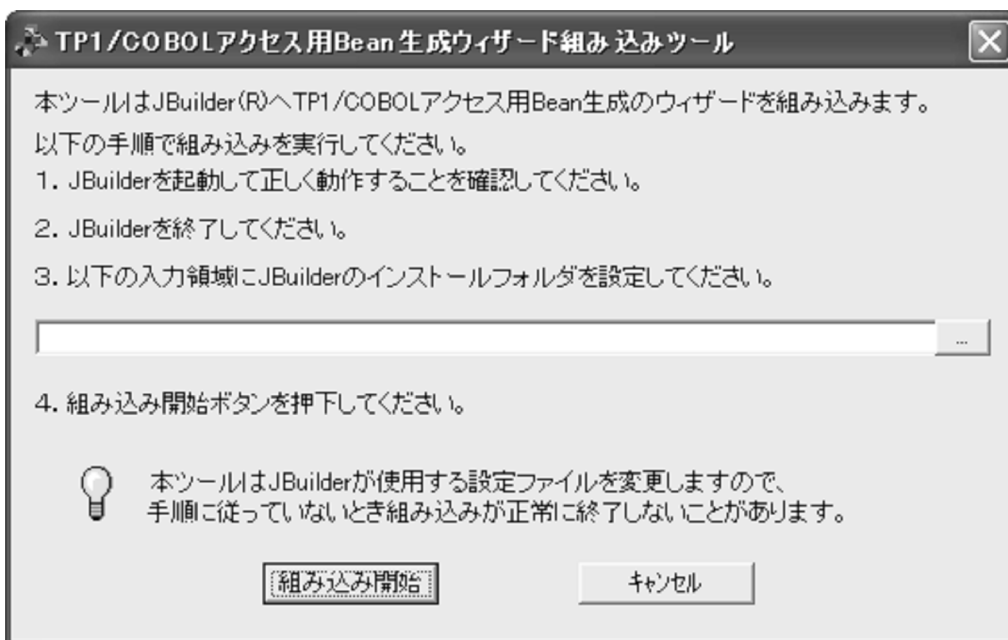 TP1/COBOLアクセス用Bean生成ウィザード組み込みツール
本ツールはJBuilder(R)へTP1/COBOLアクセス用Bean生成のウィザードを組み込みます。
以下の手順で組み込みを実行してください。
1. JBuilderを起動して正しく動作することを確認してください。
2. JBuilderを終了してください。
3. 以下の入力領域にJBuilderのインストールフォルダを設定してください。
...
4. 組み込み開始ボタンを押下してください。
本ツールはJBuilderが使用する設定ファイルを変更しますので、
手順に従っていないとき組み込みが正常に終了しないことがあります。
組み込み開始
キャンセル